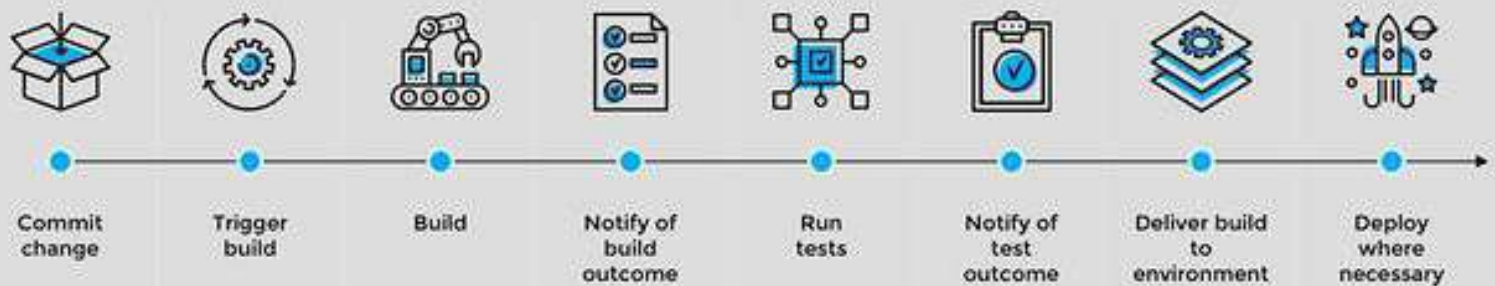 Commit
change
Trigger
build
Build
Notify of
build
outcome
Run
tests
Notify of
test
outcome
Deliver build
to
environment
Deploy
where
necessary